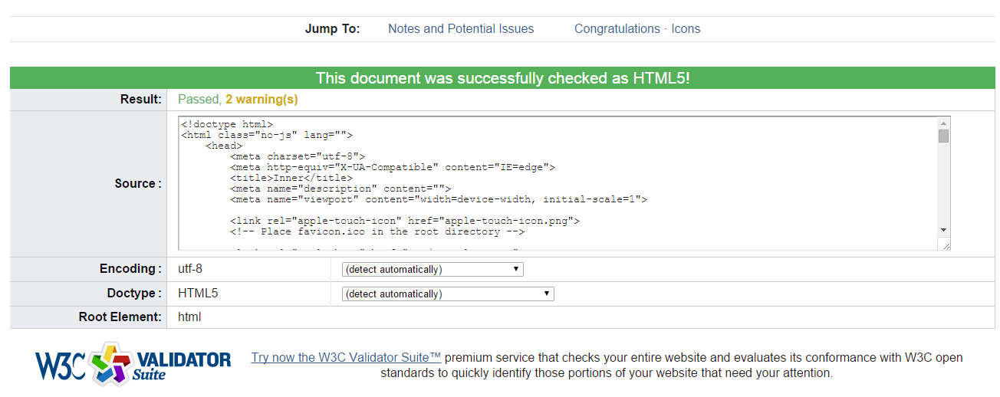 Jump To: Notes and Potential Issues Congratulations · Icons
This document was successfully checked as HTML5!
Result: Passed, 2 warning(s)
Source :
<!doctype html>
<html class="no-js" lang="">
<head>
<meta charset="utf-8">
<meta http-equiv="X-UA-Compatible" content="IE=edge">
<title>Inner</title>
<meta name="description" content="">
<meta name="viewport" content="width=device-width, initial-scale=1">
<link rel="apple-touch-icon" href="apple-touch-icon.png">
<!-- Place favicon.ico in the root directory -->
Encoding : utf-8 (detect automatically)
Doctype : HTML5 (detect automatically)
Root Element: html
W3C VALIDATOR Suite
Try now the W3C Validator Suite™ premium service that checks your entire website and evaluates its conformance with W3C open
standards to quickly identify those portions of your website that need your attention.